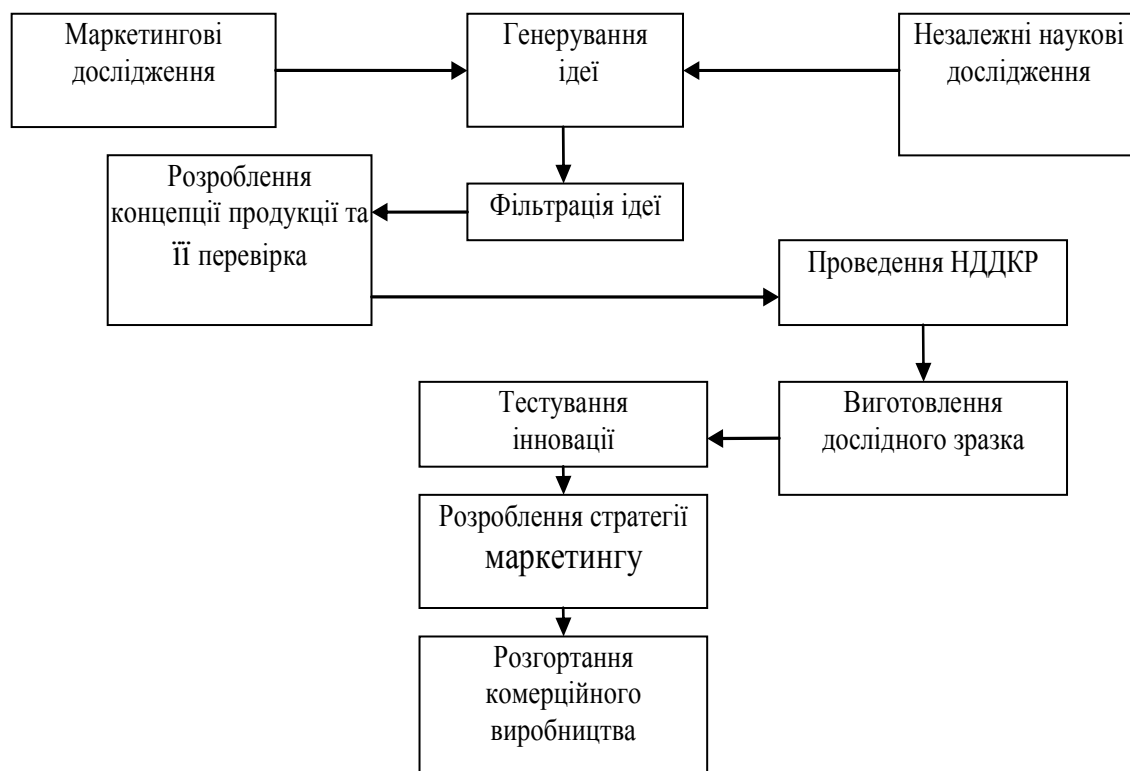 Маркетингові
дослідження
Генерування
ідеї
Незалежні наукові
дослідження
Фільтрація ідеї
Розроблення
концепції продукції та
її перевірка
Проведення НДДКР
Виготовлення
дослідного зразка
Тестування
інновації
Розроблення стратегії
маркетингу
Розгортання
комерційного
виробництва